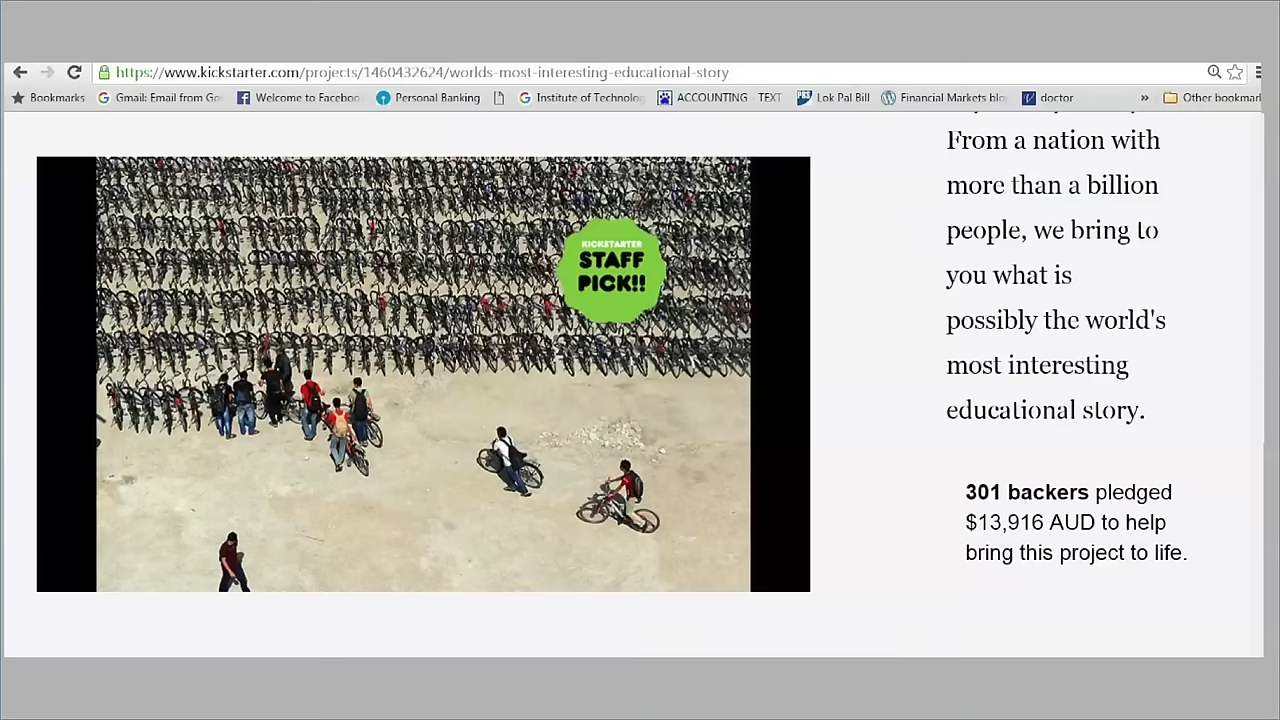 https://www.kickstarter.com/projects/1460432624/worlds-most-interesting-educational-story
Bookmarks
Gmail: Email from Go
Welcome to Faceboo
Personal Banking
Institute of Technolog
ACCOUNTING
TEXT
Lok Pal Bill
Financial Markets blo
doctor
»
Other bookmar
KICKSTARTER
STAFF
PICK!!
From a nation with
more than a billion
people, we bring to
you what is
possibly the world's
most interesting
educational story.
301 backers pledged
$13,916 AUD to help
bring this project to life.